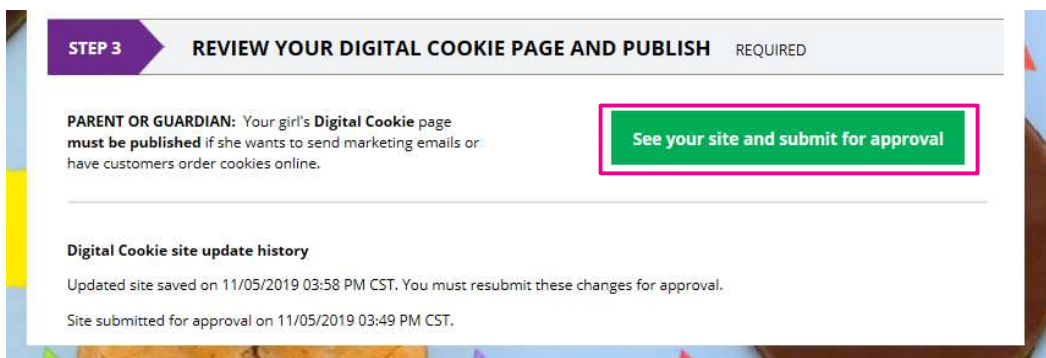 STEP 3 REVIEW YOUR DIGITAL COOKIE PAGE AND PUBLISH REQUIRED
PARENT OR GUARDIAN: Your girl's Digital Cookie page
must be published if she wants to send marketing emails or
have customers order cookies online.
See your site and submit for approval
Digital Cookie site update history
Updated site saved on 11/05/2019 03:58 PM CST. You must resubmit these changes for approval.
Site submitted for approval on 11/05/2019 03:49 PM CST.